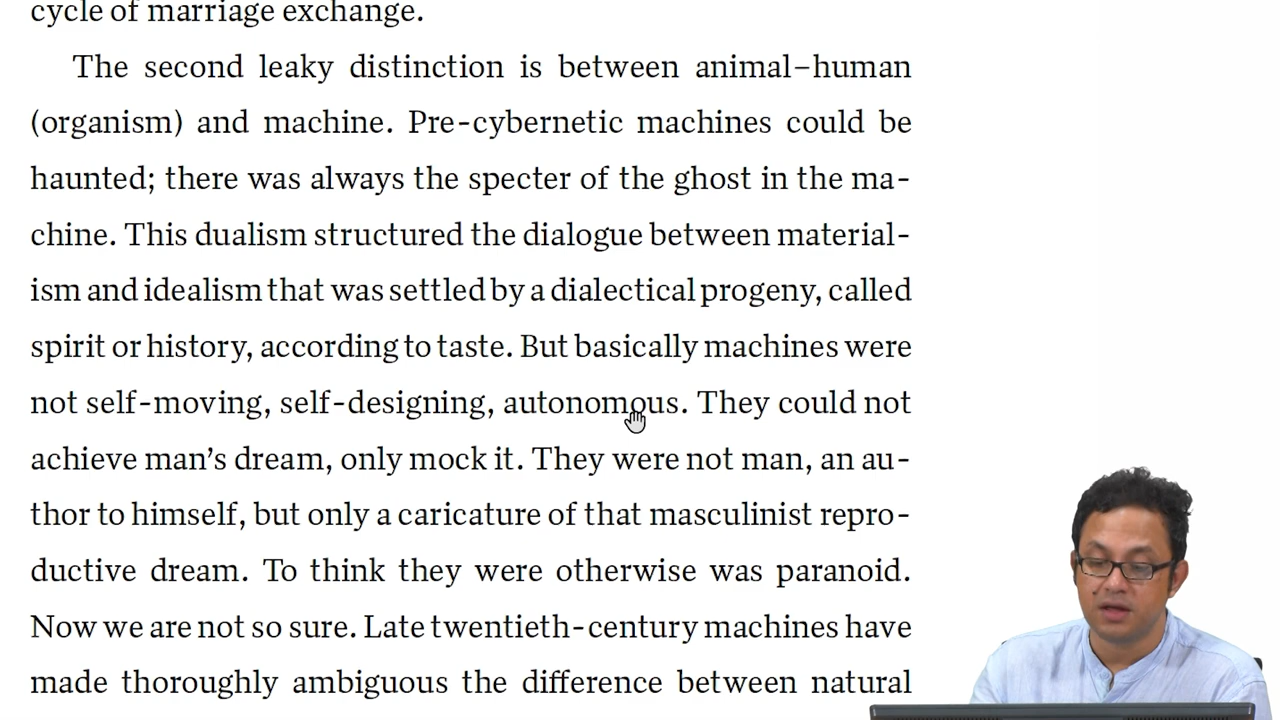 cycle of marriage exchange.
The second leaky distinction is between animal–human
(organism) and machine. Pre-cybernetic machines could be
haunted; there was always the specter of the ghost in the ma-
chine. This dualism structured the dialogue between material-
ism and idealism that was settled by a dialectical progeny, called
spirit or history, according to taste. But basically machines were
not self-moving, self-designing, autonomous. They could not
achieve man’s dream, only mock it. They were not man, an au-
thor to himself, but only a caricature of that masculinist repro-
ductive dream. To think they were otherwise was paranoid.
Now we are not so sure. Late twentieth-century machines have
made thoroughly ambiguous the difference between natural